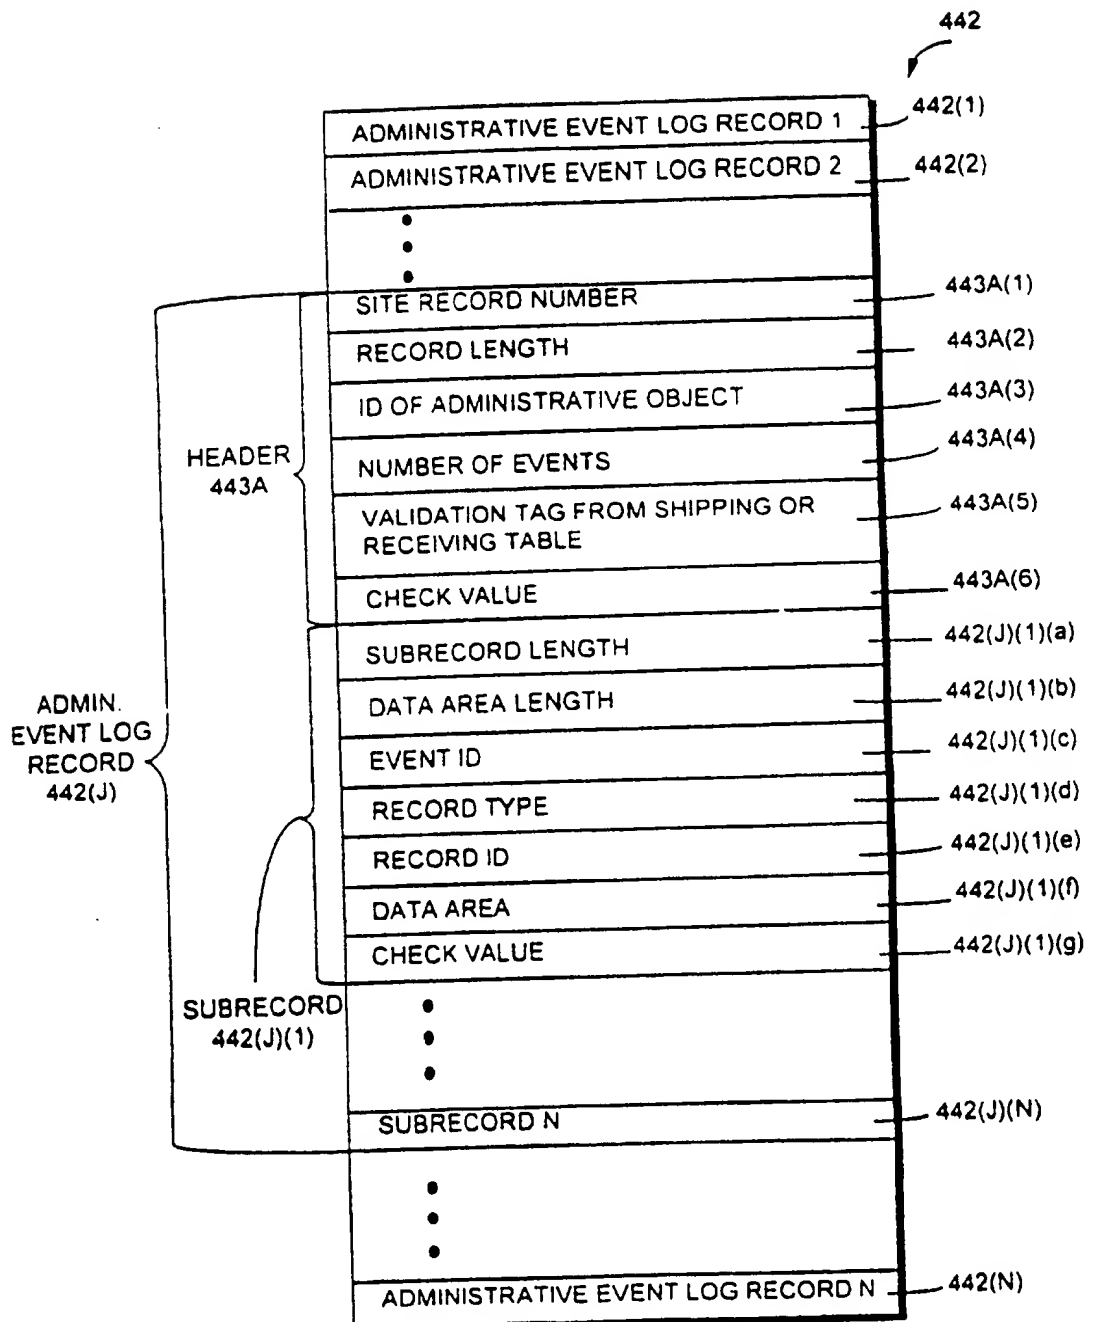 442
ADMINISTRATIVE EVENT LOG RECORD 1 442(1)
ADMINISTRATIVE EVENT LOG RECORD 2 442(2)
SITE RECORD NUMBER 443A(1)
RECORD LENGTH 443A(2)
ID OF ADMINISTRATIVE OBJECT 443A(3)
HEADER
443A
NUMBER OF EVENTS 443A(4)
VALIDATION TAG FROM SHIPPING OR
RECEIVING TABLE
443A(5)
CHECK VALUE 443A(6)
SUBRECORD LENGTH 442(J)(1)(a)
DATA AREA LENGTH 442(J)(1)(b)
ADMIN.
EVENT LOG
RECORD
442(J)
EVENT ID 442(J)(1)(c)
RECORD TYPE 442(J)(1)(d)
RECORD ID 442(J)(1)(e)
DATA AREA 442(J)(1)(f)
CHECK VALUE 442(J)(1)(g)
SUBRECORD
442(J)(1)
SUBRECORD N 442(J)(N)
ADMINISTRATIVE EVENT LOG RECORD N 442(N)